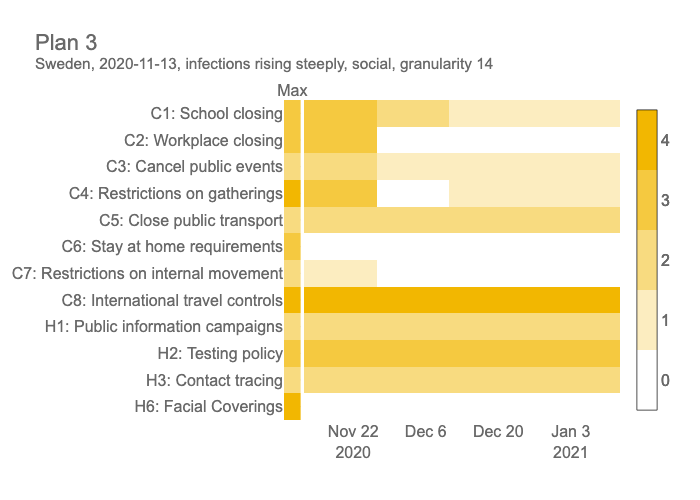 Plan 3
Sweden, 2020-11-13, infections rising steeply, social, granularity 14
Max
C1: School closing
C2: Workplace closing
C3: Cancel public events
C4: Restrictions on gatherings
C5: Close public transport
C6: Stay at home requirements
C7: Restrictions on internal movement
C8: International travel controls
H1: Public information campaigns
H2: Testing policy
H3: Contact tracing
H6: Facial Coverings
Nov 22 Dec 6 Dec 20 Jan 3
2020 2021
4
3
2
1
0